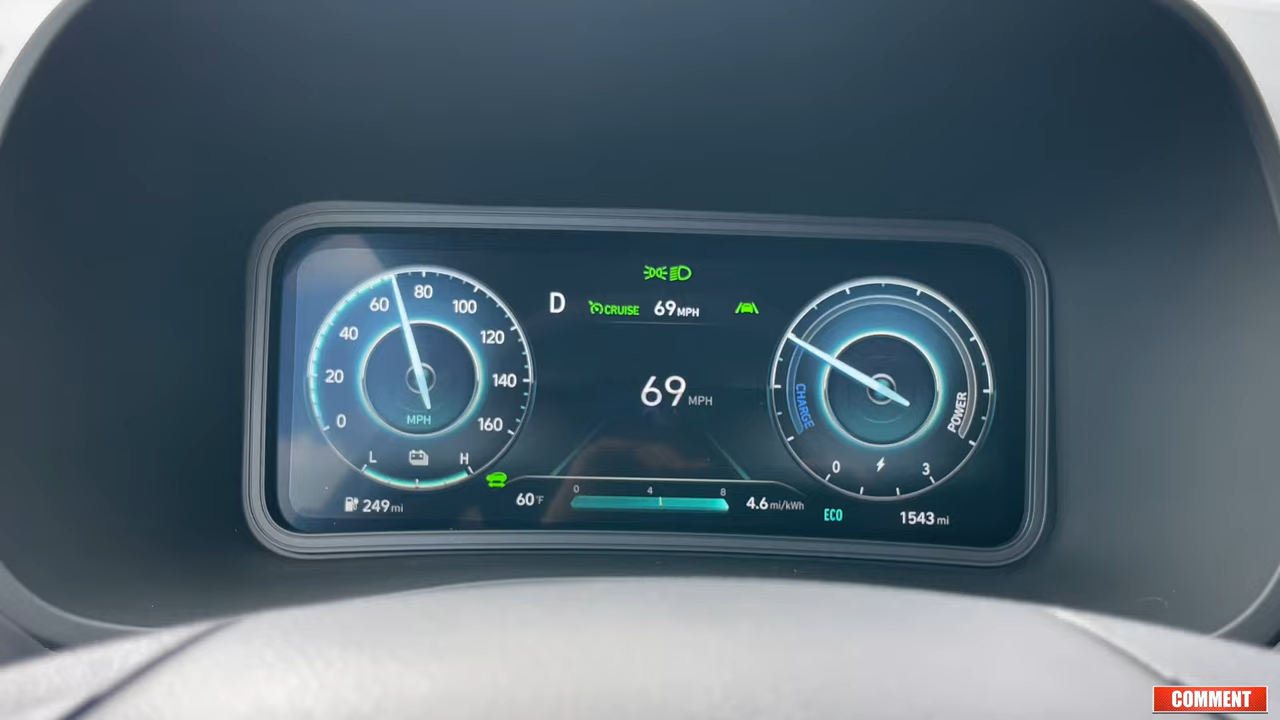 D
CRUISE 69 MPH
0
20
40
60
80
100
120
140
160
MPH
L
H
249 mi
69 MPH
60°F
0 4 8
4.6 mi/kWh
CHARGE
POWER
0
3
ECO
1543 mi
COMMENT